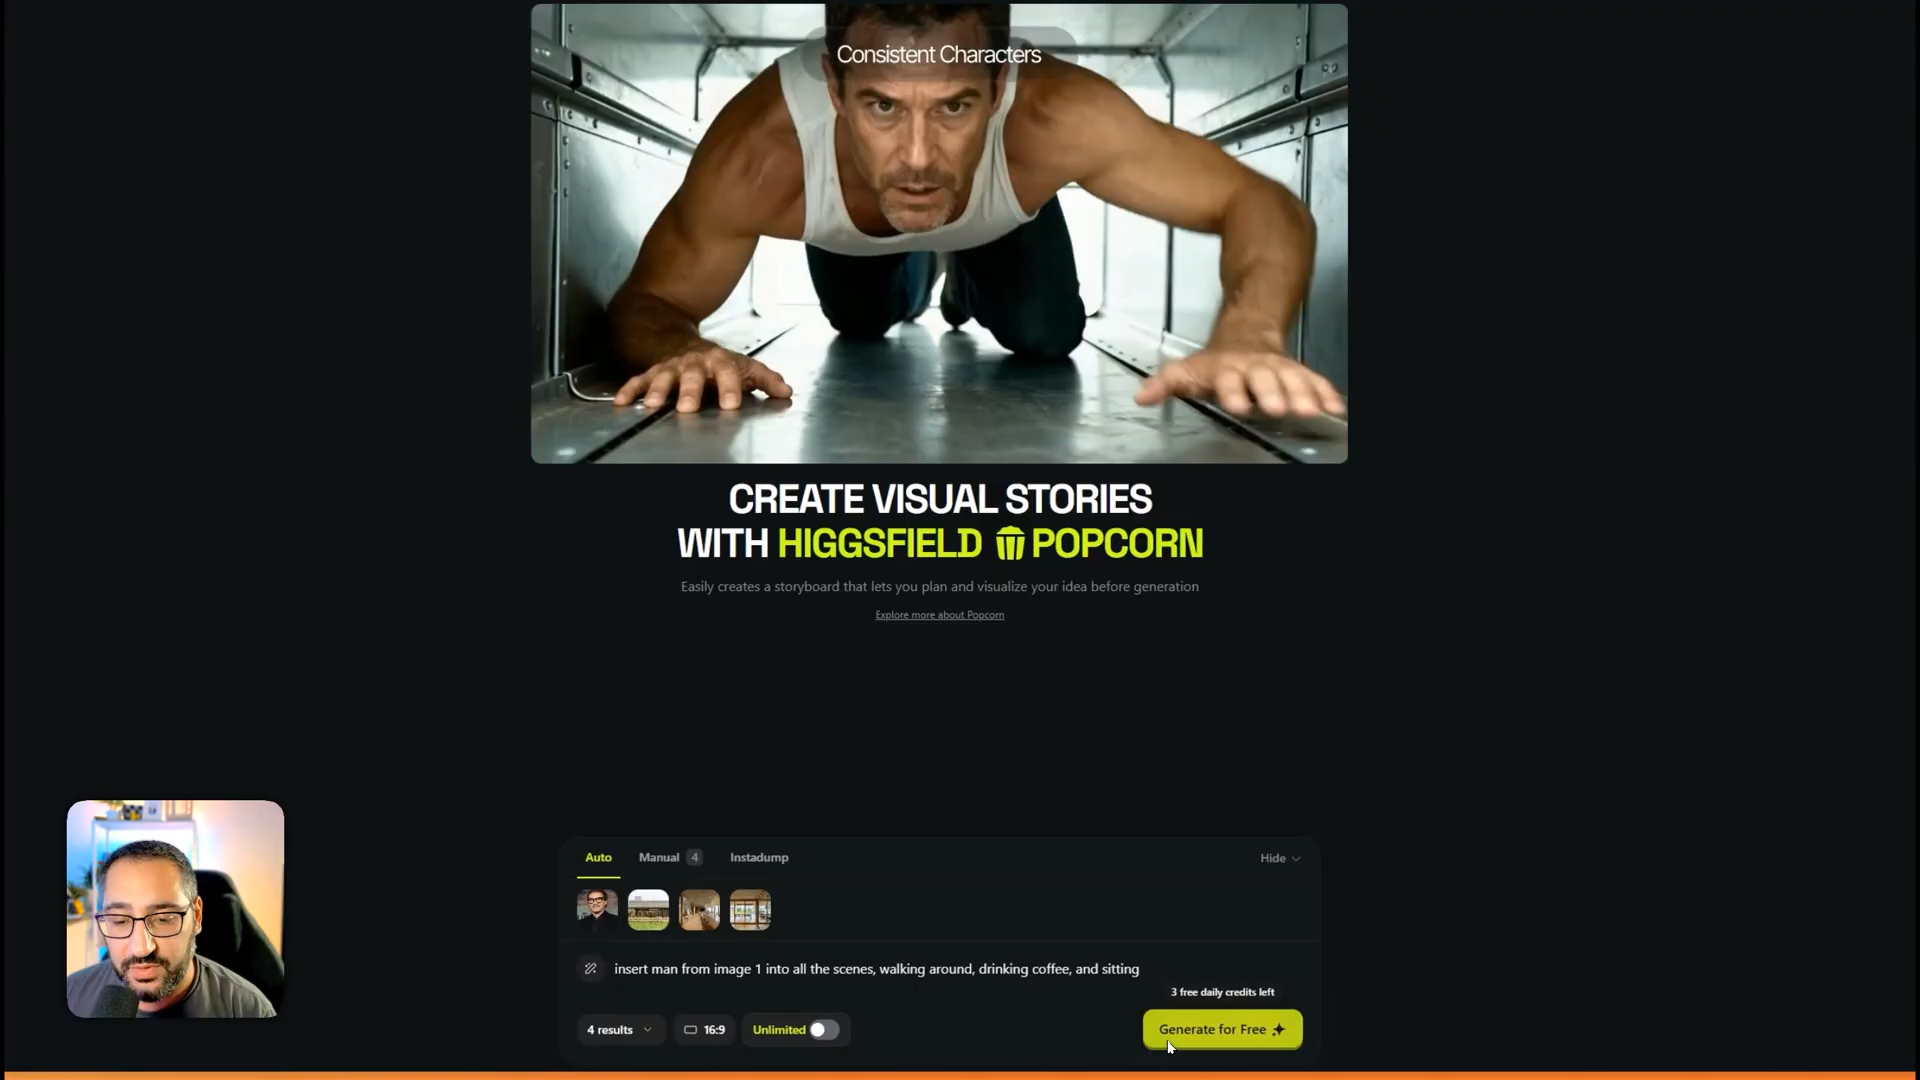 Consistent Characters
CREATE VISUAL STORIES
WITH HIGGSFIELD POPCORN
Easily creates a storyboard that lets you plan and visualize your idea before generation
Explore more about Popcorn
Auto
Manual 4
Instadump
Hide
insert man from image 1 into all the scenes, walking around, drinking coffee, and sitting
3 free daily credits left
4 results
16:9
Unlimited
Generate for Free